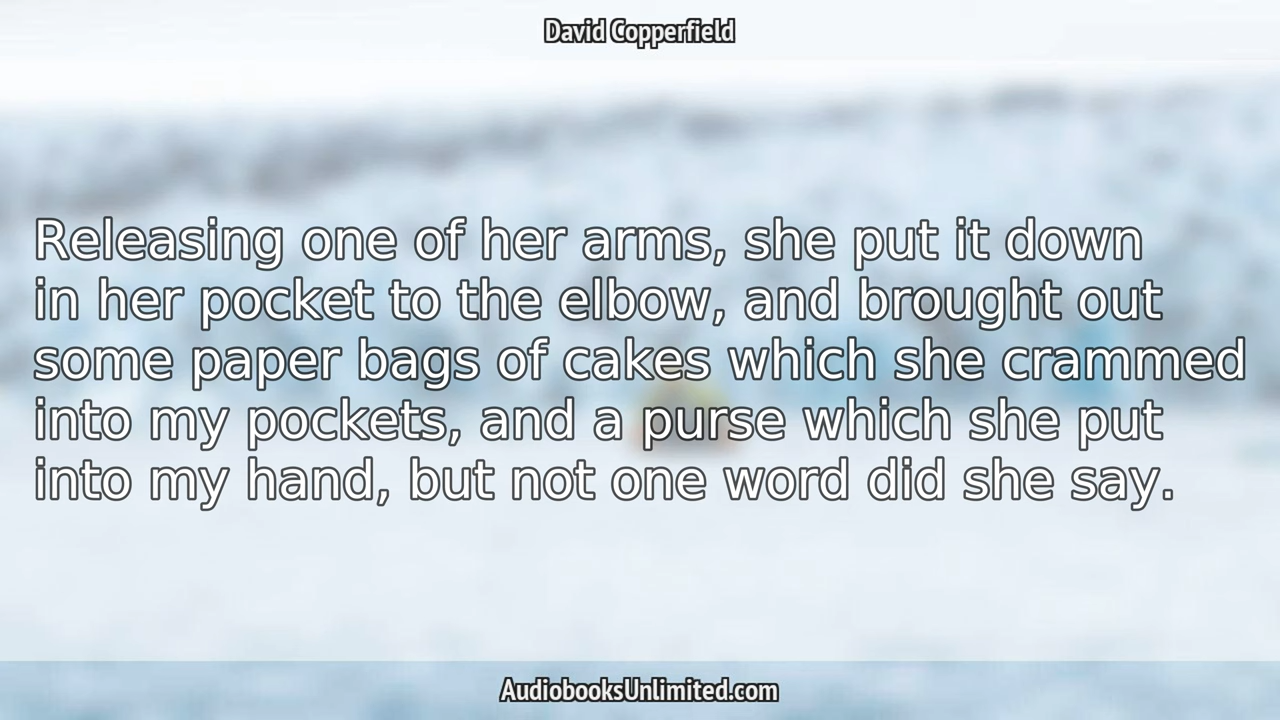 David Copperfield
Releasing one of her arms, she put it down
in her pocket to the elbow, and brought out
some paper bags of cakes which she crammed
into my pockets, and a purse which she put
into my hand, but not one word did she say.
AudiobooksUnlimited.com